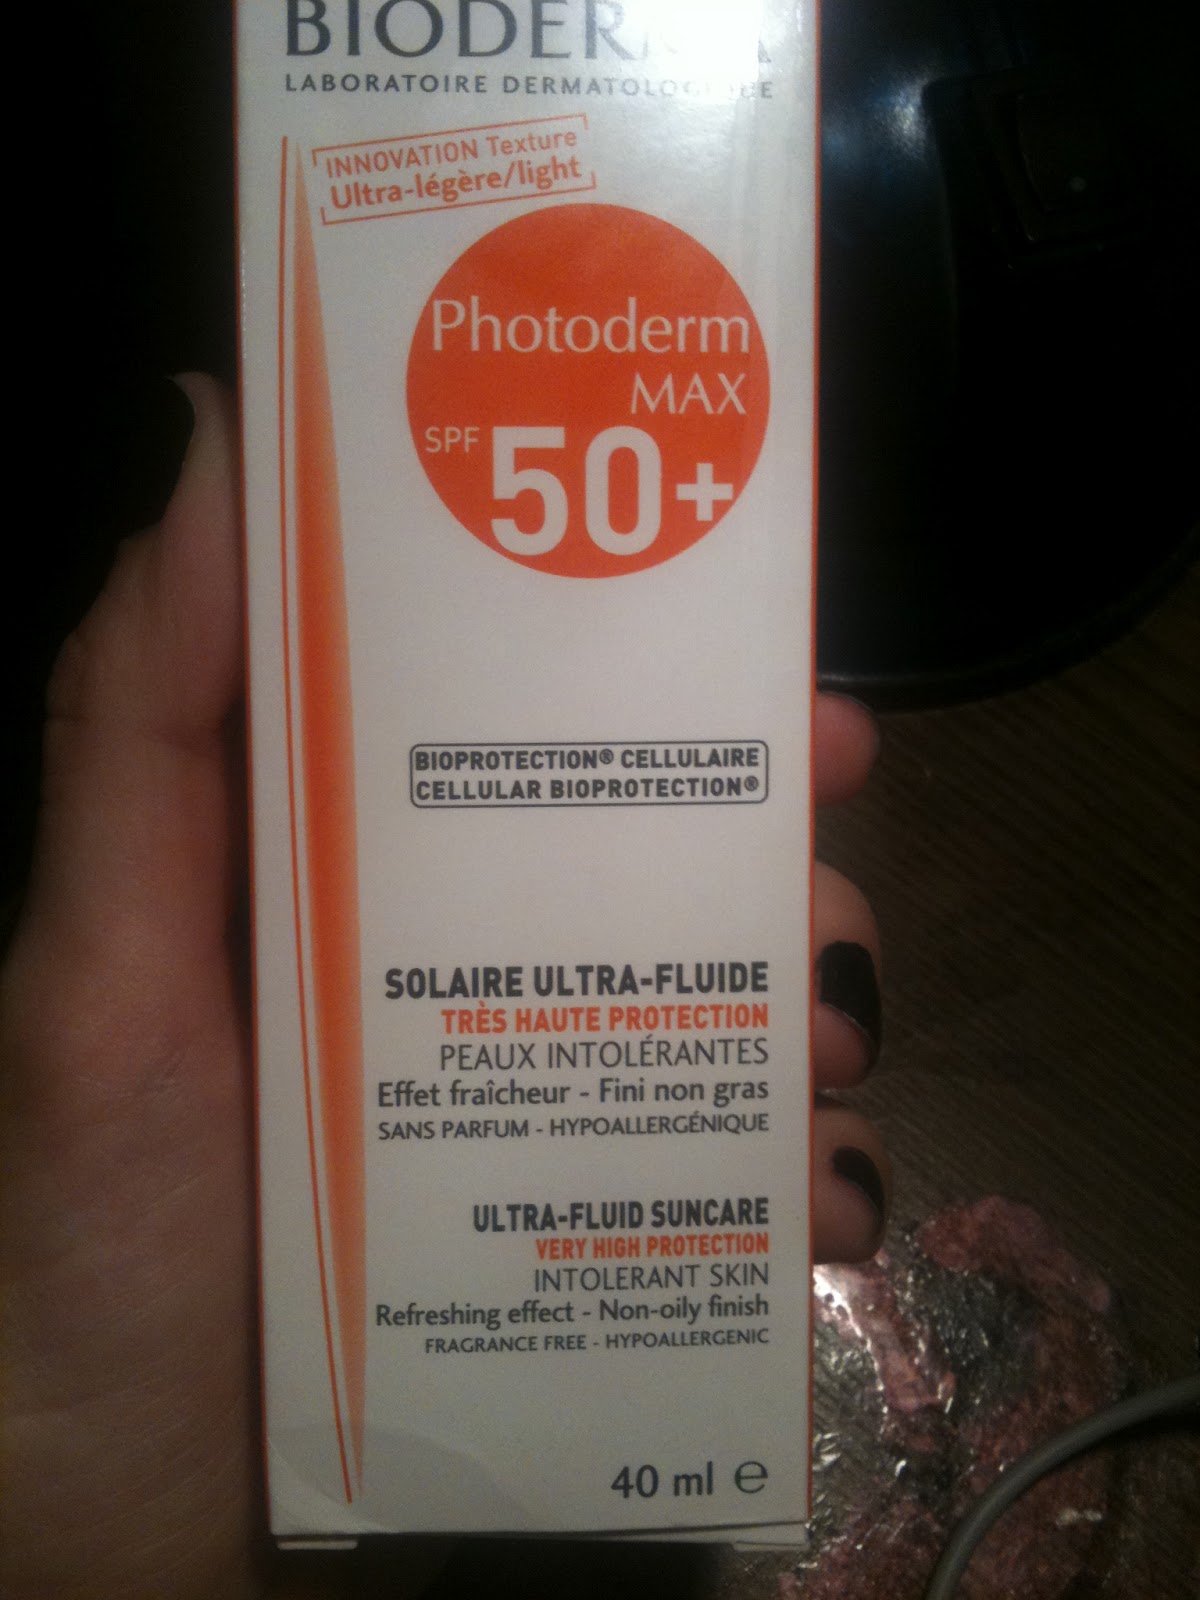 BIODERMA
LABORATOIRE DERMATOLOGIQUE
INNOVATION Texture
Ultra-légère/light
Photoderm
MAX
SPF 50+
BIOPROTECTION® CELLULAIRE
CELLULAR BIOPROTECTION®
SOLAIRE ULTRA-FLUIDE
TRÈS HAUTE PROTECTION
PEAUX INTOLÉRANTES
Effet fraîcheur - Fini non gras
SANS PARFUM - HYPOALLERGÉNIQUE
ULTRA-FLUID SUNCARE
VERY HIGH PROTECTION
INTOLERANT SKIN
Refreshing effect - Non-oily finish
FRAGRANCE FREE - HYPOALLERGENIC
40 ml ℮